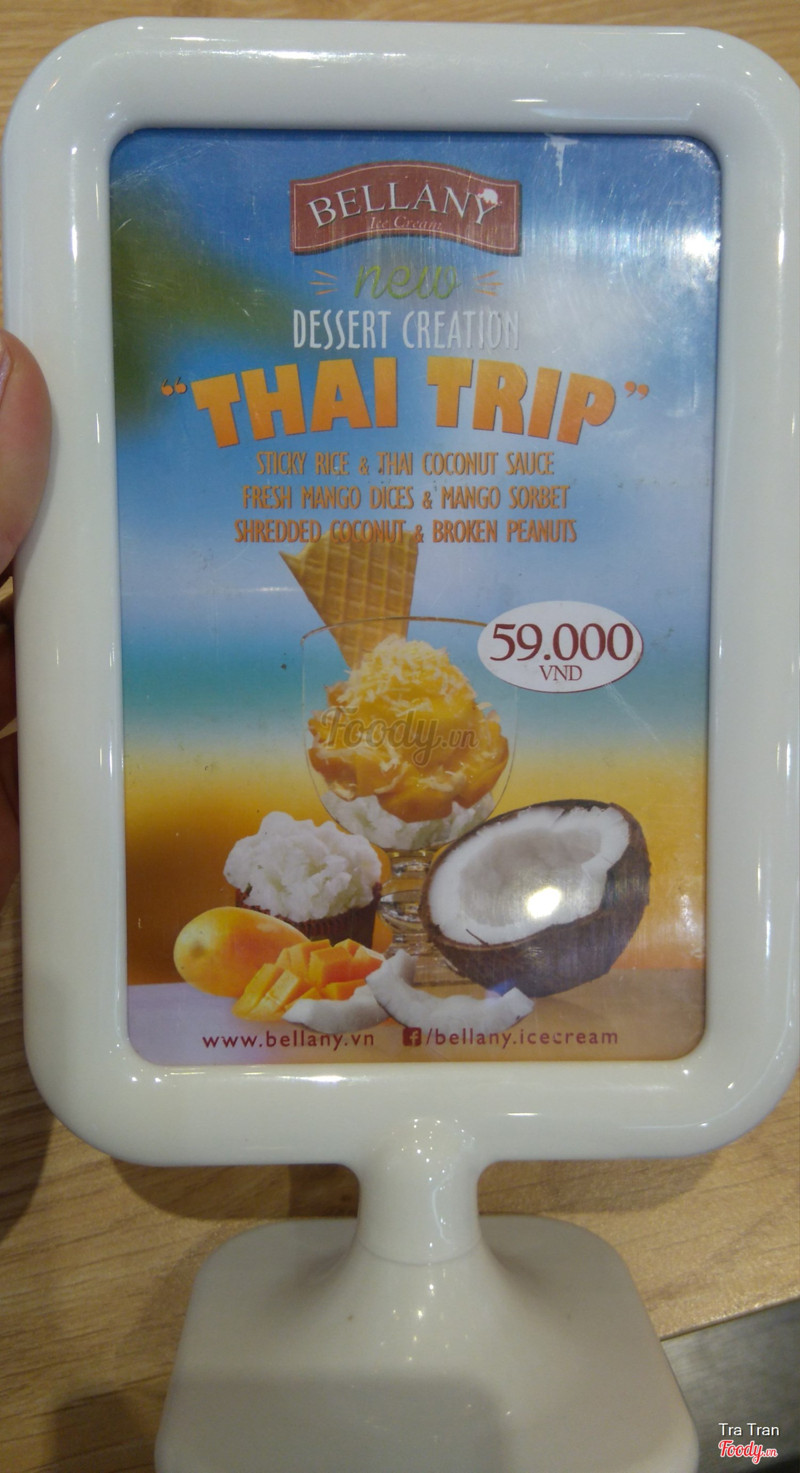 BELLANY
Ice Cream
new
DESSERT CREATION
"THAI TRIP"
STICKY RICE & THAI COCONUT SAUCE
FRESH MANGO DICES & MANGO SORBET
SHREDDED COCONUT & BROKEN PEANUTS
59.000
VND
Foody.vn
www.bellany.vn f/bellany.icecream
Tra Tran
Foody.vn